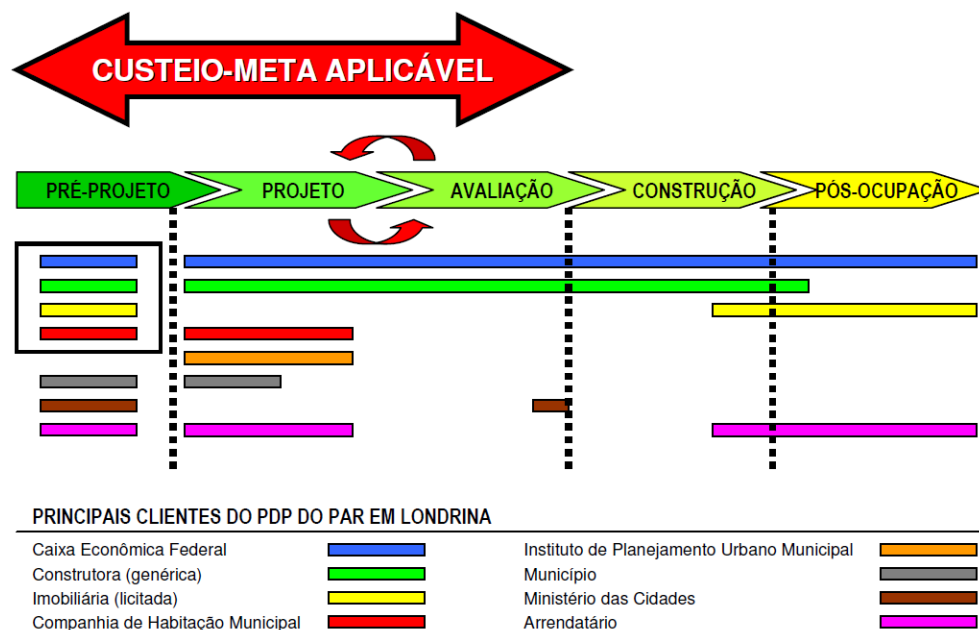 CUSTEIO-META APLICÁVEL
PRÉ-PROJETO PROJETO AVALIAÇÃO CONSTRUÇÃO PÓS-OCUPAÇÃO
PRINCIPAIS CLIENTES DO PDP DO PAR EM LONDRINA
Caixa Econômica Federal Instituto de Planejamento Urbano Municipal
Construtora (genérica) Município
Imobiliária (licitada) Ministério das Cidades
Companhia de Habitação Municipal Arrendatário